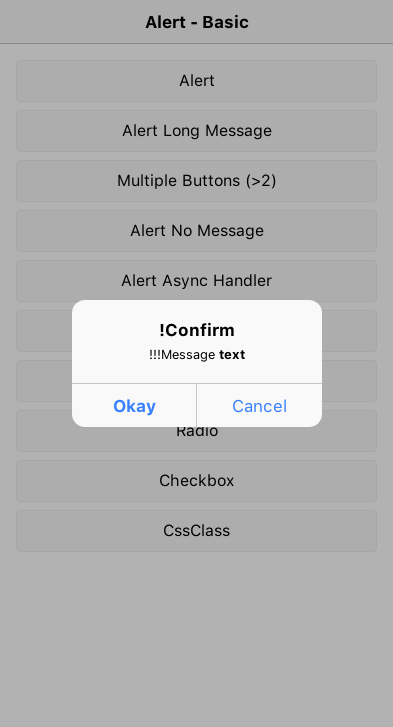 Alert - Basic
Alert
Alert Long Message
Multiple Buttons (>2)
Alert No Message
Alert Async Handler
!Confirm
!!!Message text
Okay
Cancel
Radio
Checkbox
CssClass